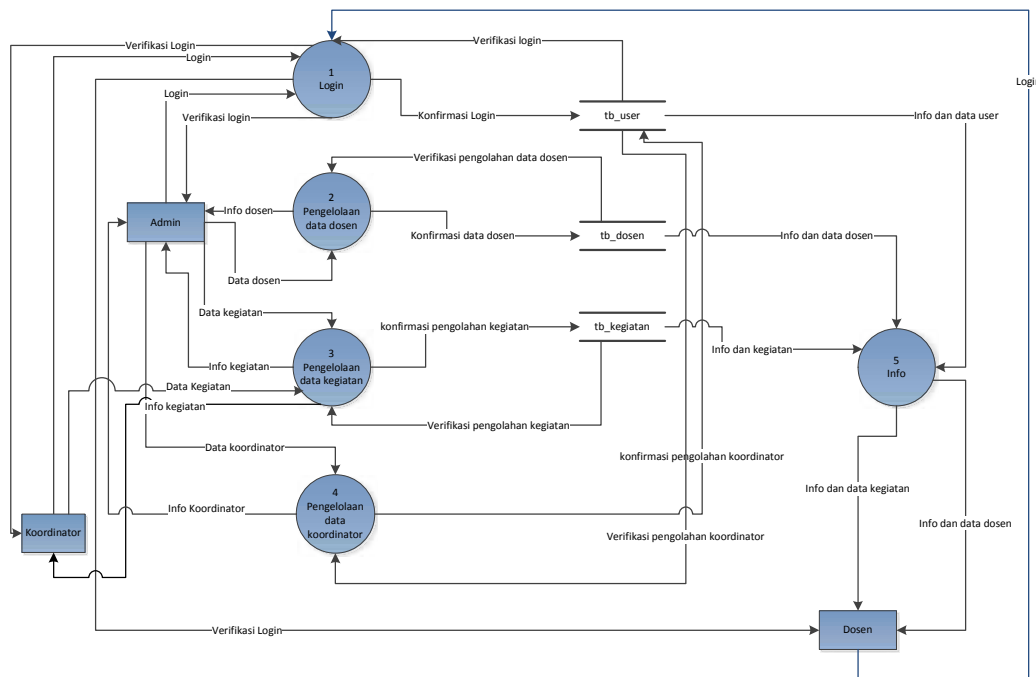 Verifikasi login
Verifikasi Login
Login
1
Login
Login
Login
Verifikasi login
Konfirmasi Login
tb_user
Info dan data user
Verifikasi pengolahan data dosen
2
Pengelolaan
data dosen
Info dosen
Admin
Konfirmasi data dosen
tb_dosen
Info dan data dosen
Data dosen
Data kegiatan
konfirmasi pengolahan kegiatan
tb_kegiatan
Info dan kegiatan
3
Pengelolaan
data kegiatan
Info kegiatan
5
Info
Data Kegiatan
Info kegiatan
Verifikasi pengolahan kegiatan
Data koordinator
konfirmasi pengolahan koordinator
4
Pengelolaan
data
koordinator
Info dan data kegiatan
Info Koordinator
Info dan data dosen
Koordinator
Verifikasi pengolahan koordinator
Verifikasi Login
Dosen